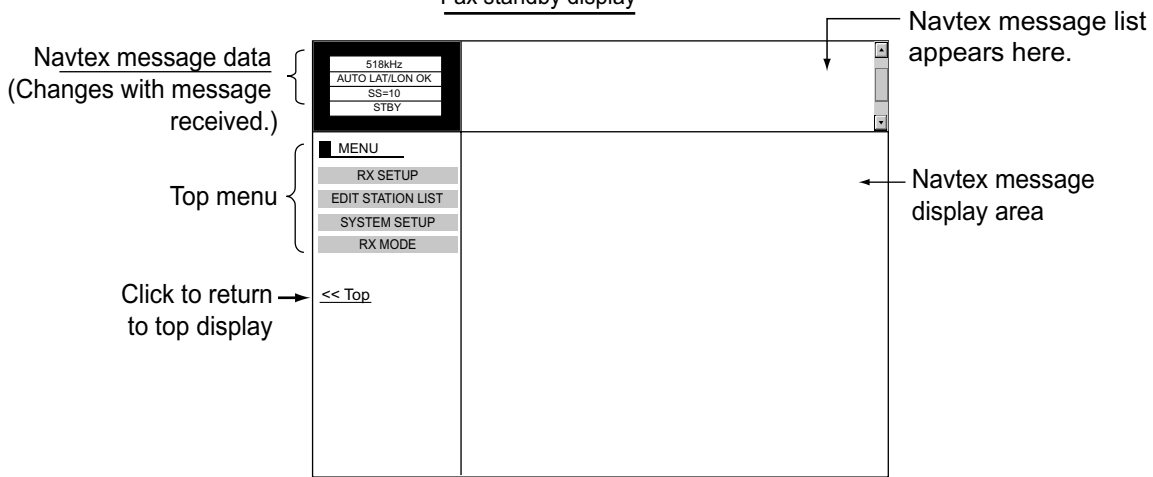 Fax standby display
Navtex message list
appears here.
Navtex message data
(Changes with message
received.)
518kHz
AUTO LAT/LON OK
SS=10
STBY
MENU
RX SETUP
EDIT STATION LIST
SYSTEM SETUP
RX MODE
Top menu
Navtex message
display area
Click to return
to top display
<< Top